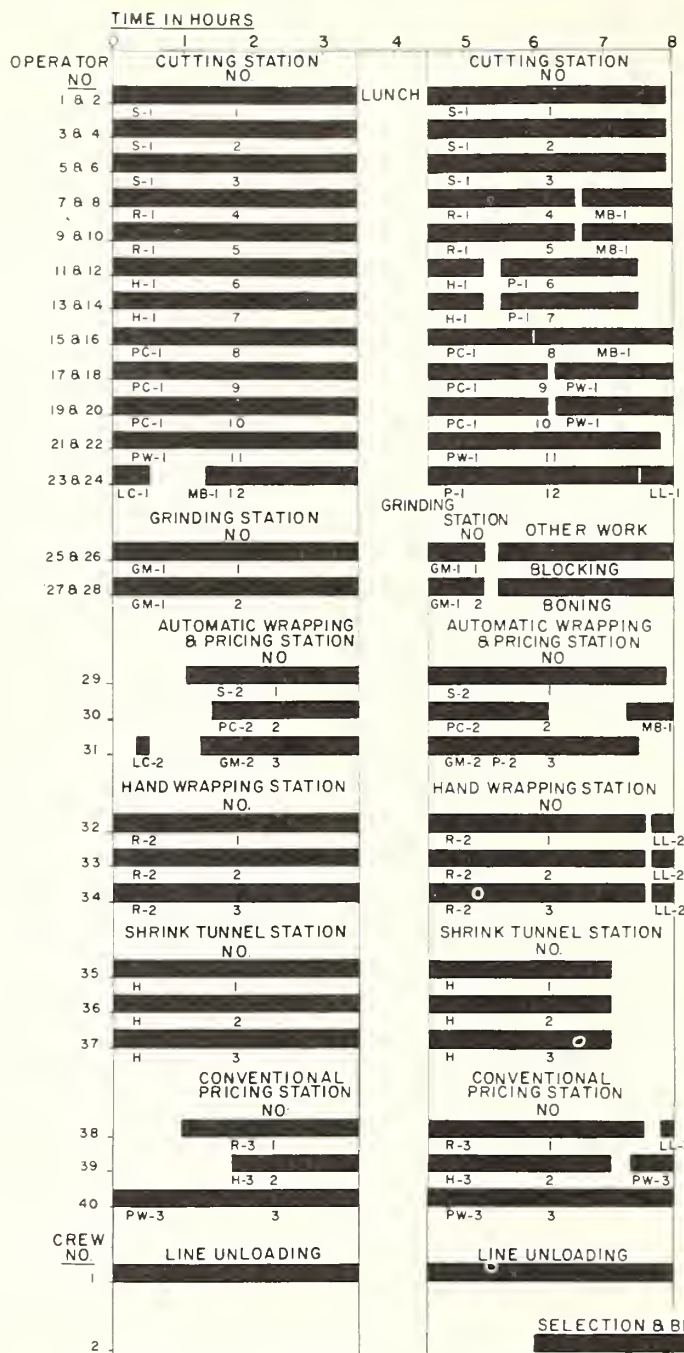 TIME IN HOURS
0 1 2 3 4 5 6 7 8
OPERATOR CUTTING STATION CUTTING STATION
NO NO. NO
1 & 2 LUNCH
S-1 1 S-1 1
3 & 4
S-1 2 S-1 2
5 & 6
S-1 3 S-1 3
7 & 8
R-1 4 R-1 4 MB-1
9 & 10
R-1 5 R-1 5 MB-1
11 & 12
H-1 6 H-1 P-1 6
13 & 14
H-1 7 H-1 P-1 7
15 & 16
PC-1 8 PC-1 8 MB-1
17 & 18
PC-1 9 PC-1 9 PW-1
19 & 20
PC-1 10 PC-1 10 PW-1
21 & 22
PW-1 11 PW-1 11
23 & 24
LC-1 MB-1 12 P-1 12 LL-1
GRINDING
GRINDING STATION STATION OTHER WORK
NO NO
25 & 26
GM-1 1 GM-1 1 BLOCKING
27 & 28
GM-1 2 GM-1 2 BONING
AUTOMATIC WRAPPING AUTOMATIC WRAPPING
& PRICING STATION & PRICING STATION
NO NO
29
S-2 1 S-2 1
30
PC-2 2 PC-2 2 MB-1
31
LC-2 GM-2 3 GM-2 P-2 3
HAND WRAPPING STATION HAND WRAPPING STATION
NO. NO
32
R-2 1 R-2 1 LL-2
33
R-2 2 R-2 2 LL-2
34
R-2 3 R-2 3 LL-2
SHRINK TUNNEL STATION SHRINK TUNNEL STATION
NO. NO.
35
H 1 H 1
36
H 2 H 2
37
H 3 H 3
CONVENTIONAL CONVENTIONAL
PRICING STATION PRICING STATION
NO. NO
38
R-3 1 R-3 1 LL-
39
H-3 2 H-3 2 PW-3
40
PW-3 3 PW-3 3
CREW
NO. LINE UNLOADING LINE UNLOADING
1
SELECTION & B
2